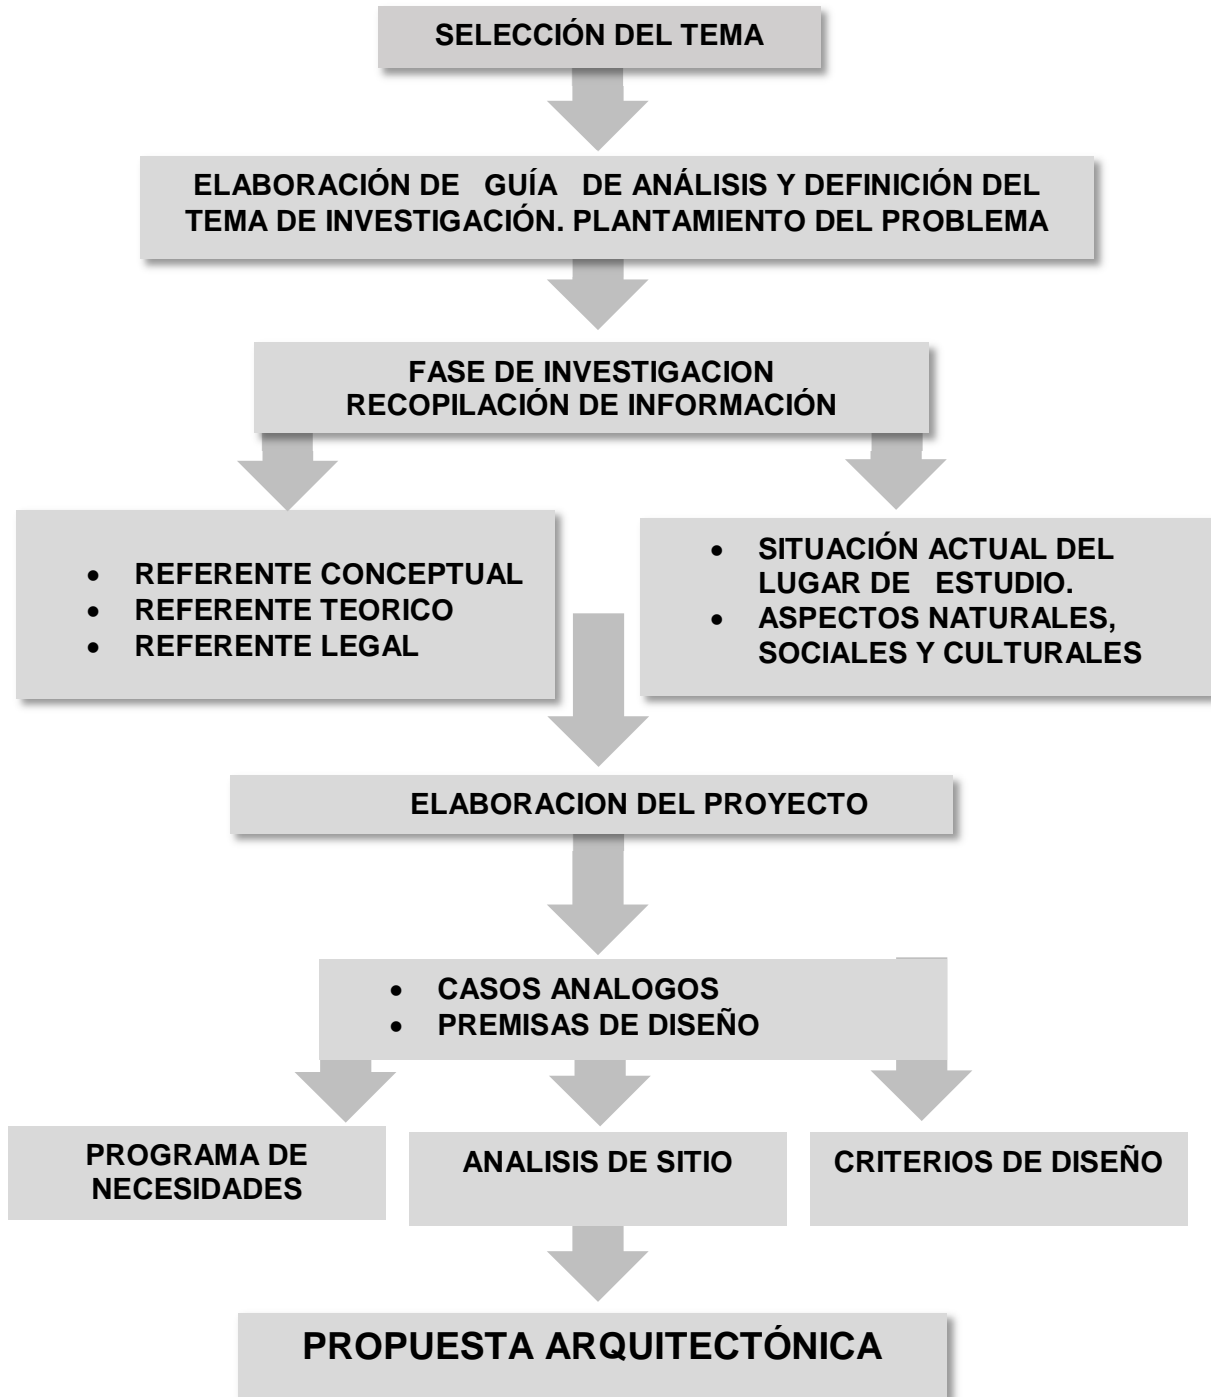 SELECCIÓN DEL TEMA
ELABORACIÓN DE GUÍA DE ANÁLISIS Y DEFINICIÓN DEL
TEMA DE INVESTIGACIÓN. PLANTAMIENTO DEL PROBLEMA
FASE DE INVESTIGACION
RECOPILACIÓN DE INFORMACIÓN
• REFERENTE CONCEPTUAL
• REFERENTE TEORICO
• REFERENTE LEGAL
• SITUACIÓN ACTUAL DEL
LUGAR DE ESTUDIO.
• ASPECTOS NATURALES,
SOCIALES Y CULTURALES
ELABORACION DEL PROYECTO
• CASOS ANALOGOS
• PREMISAS DE DISEÑO
PROGRAMA DE
NECESIDADES
ANALISIS DE SITIO
CRITERIOS DE DISEÑO
PROPUESTA ARQUITECTÓNICA